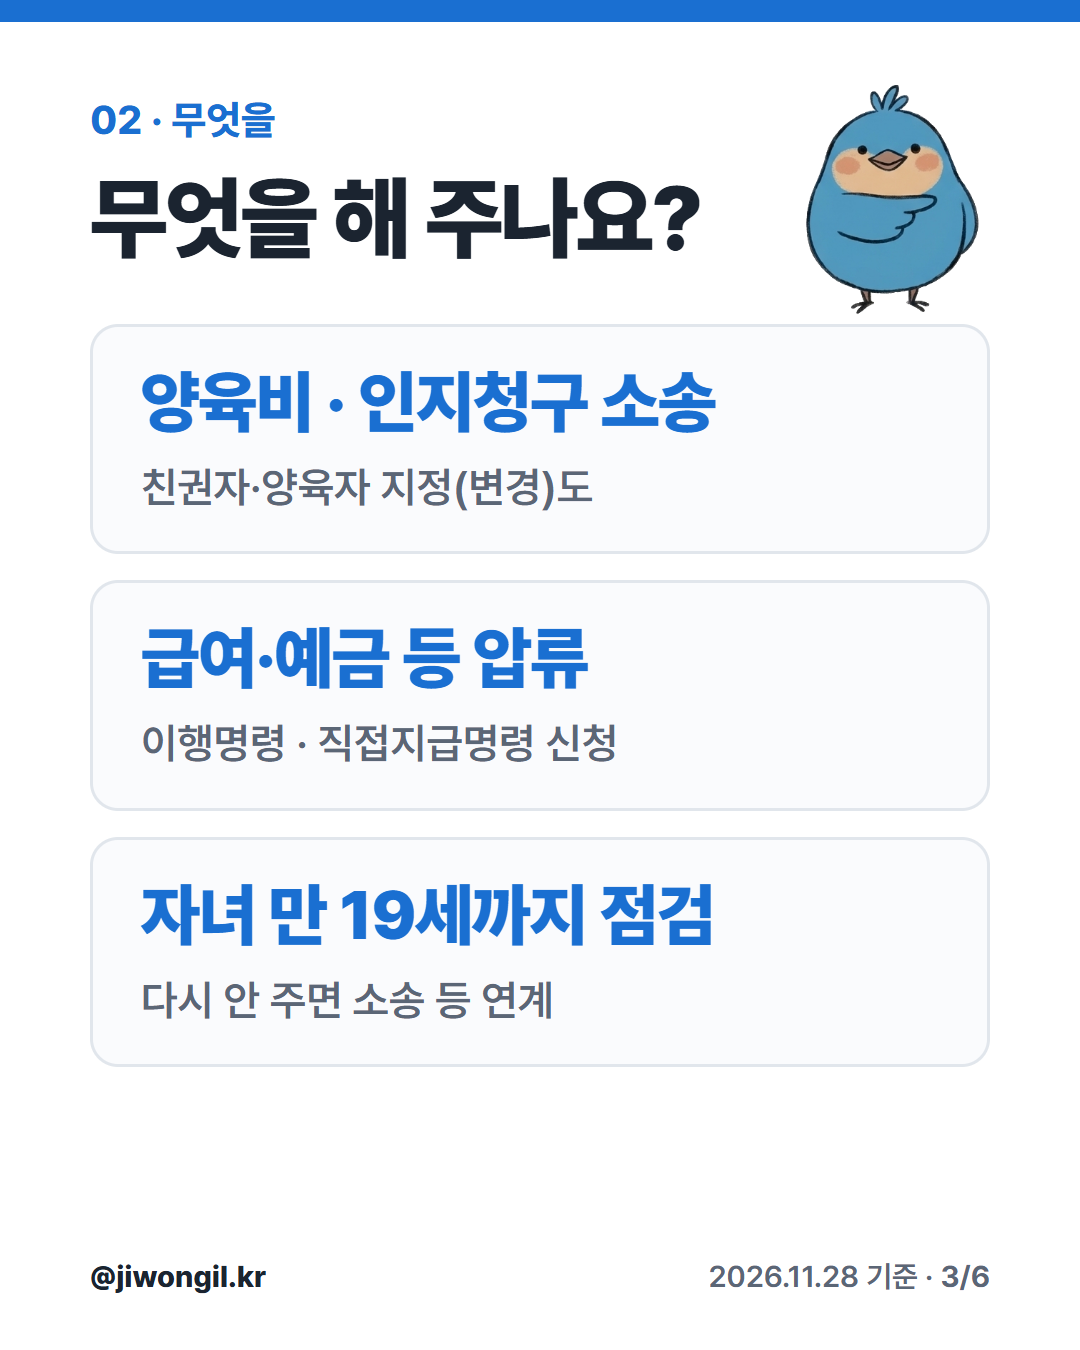 02 · 무엇을
무엇을 해 주나요?
양육비 · 인지청구 소송
친권자·양육자 지정(변경)도
급여·예금 등 압류
이행명령 · 직접지급명령 신청
자녀 만 19세까지 점검
다시 안 주면 소송 등 연계
@jiwongil.kr
2026.11.28 기준 · 3/6